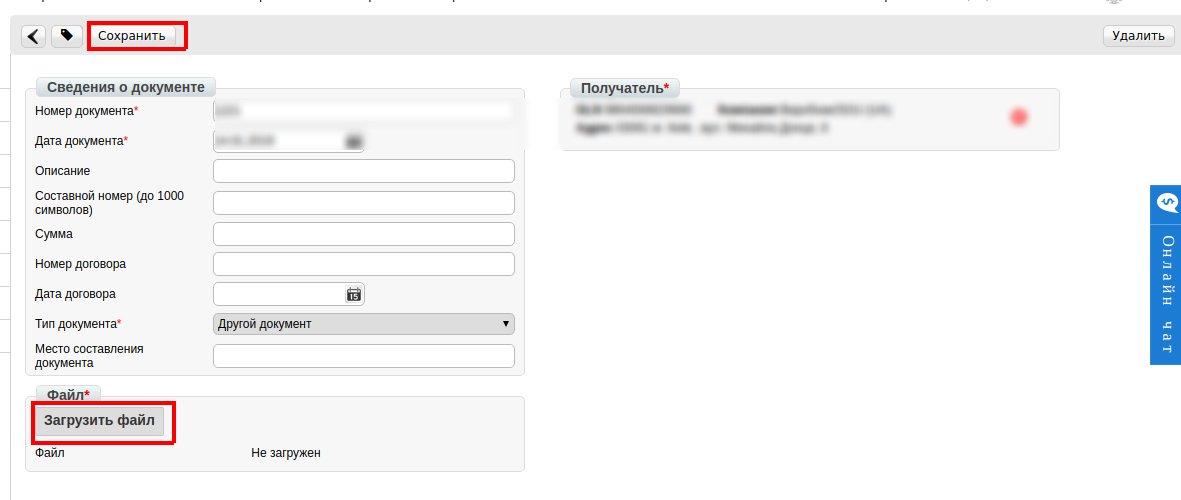 Сохранить
Удалить
Сведения о документе
Номер документа*
Дата документа*
Описание
Составной номер (до 1000
символов)
Сумма
Номер договора
Дата договора
15
Тип документа*
Другой документ
Место составления
документа
Файл*
Загрузить файл
Файл
Не загружен
Получатель*
Онлайн чат